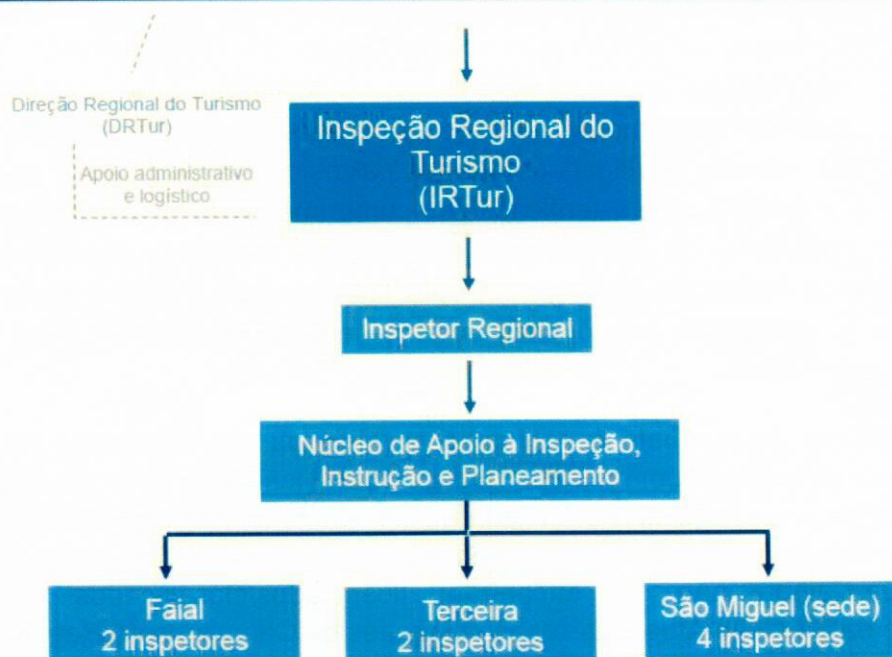 Direção Regional do Turismo
(DRTur)
Apoio administrativo
e logístico
Inspeção Regional do
Turismo
(IRTur)
Inspetor Regional
Núcleo de Apoio à Inspeção,
Instrução e Planeamento
Faial
2 inspetores
Terceira
2 inspetores
São Miguel (sede)
4 inspetores